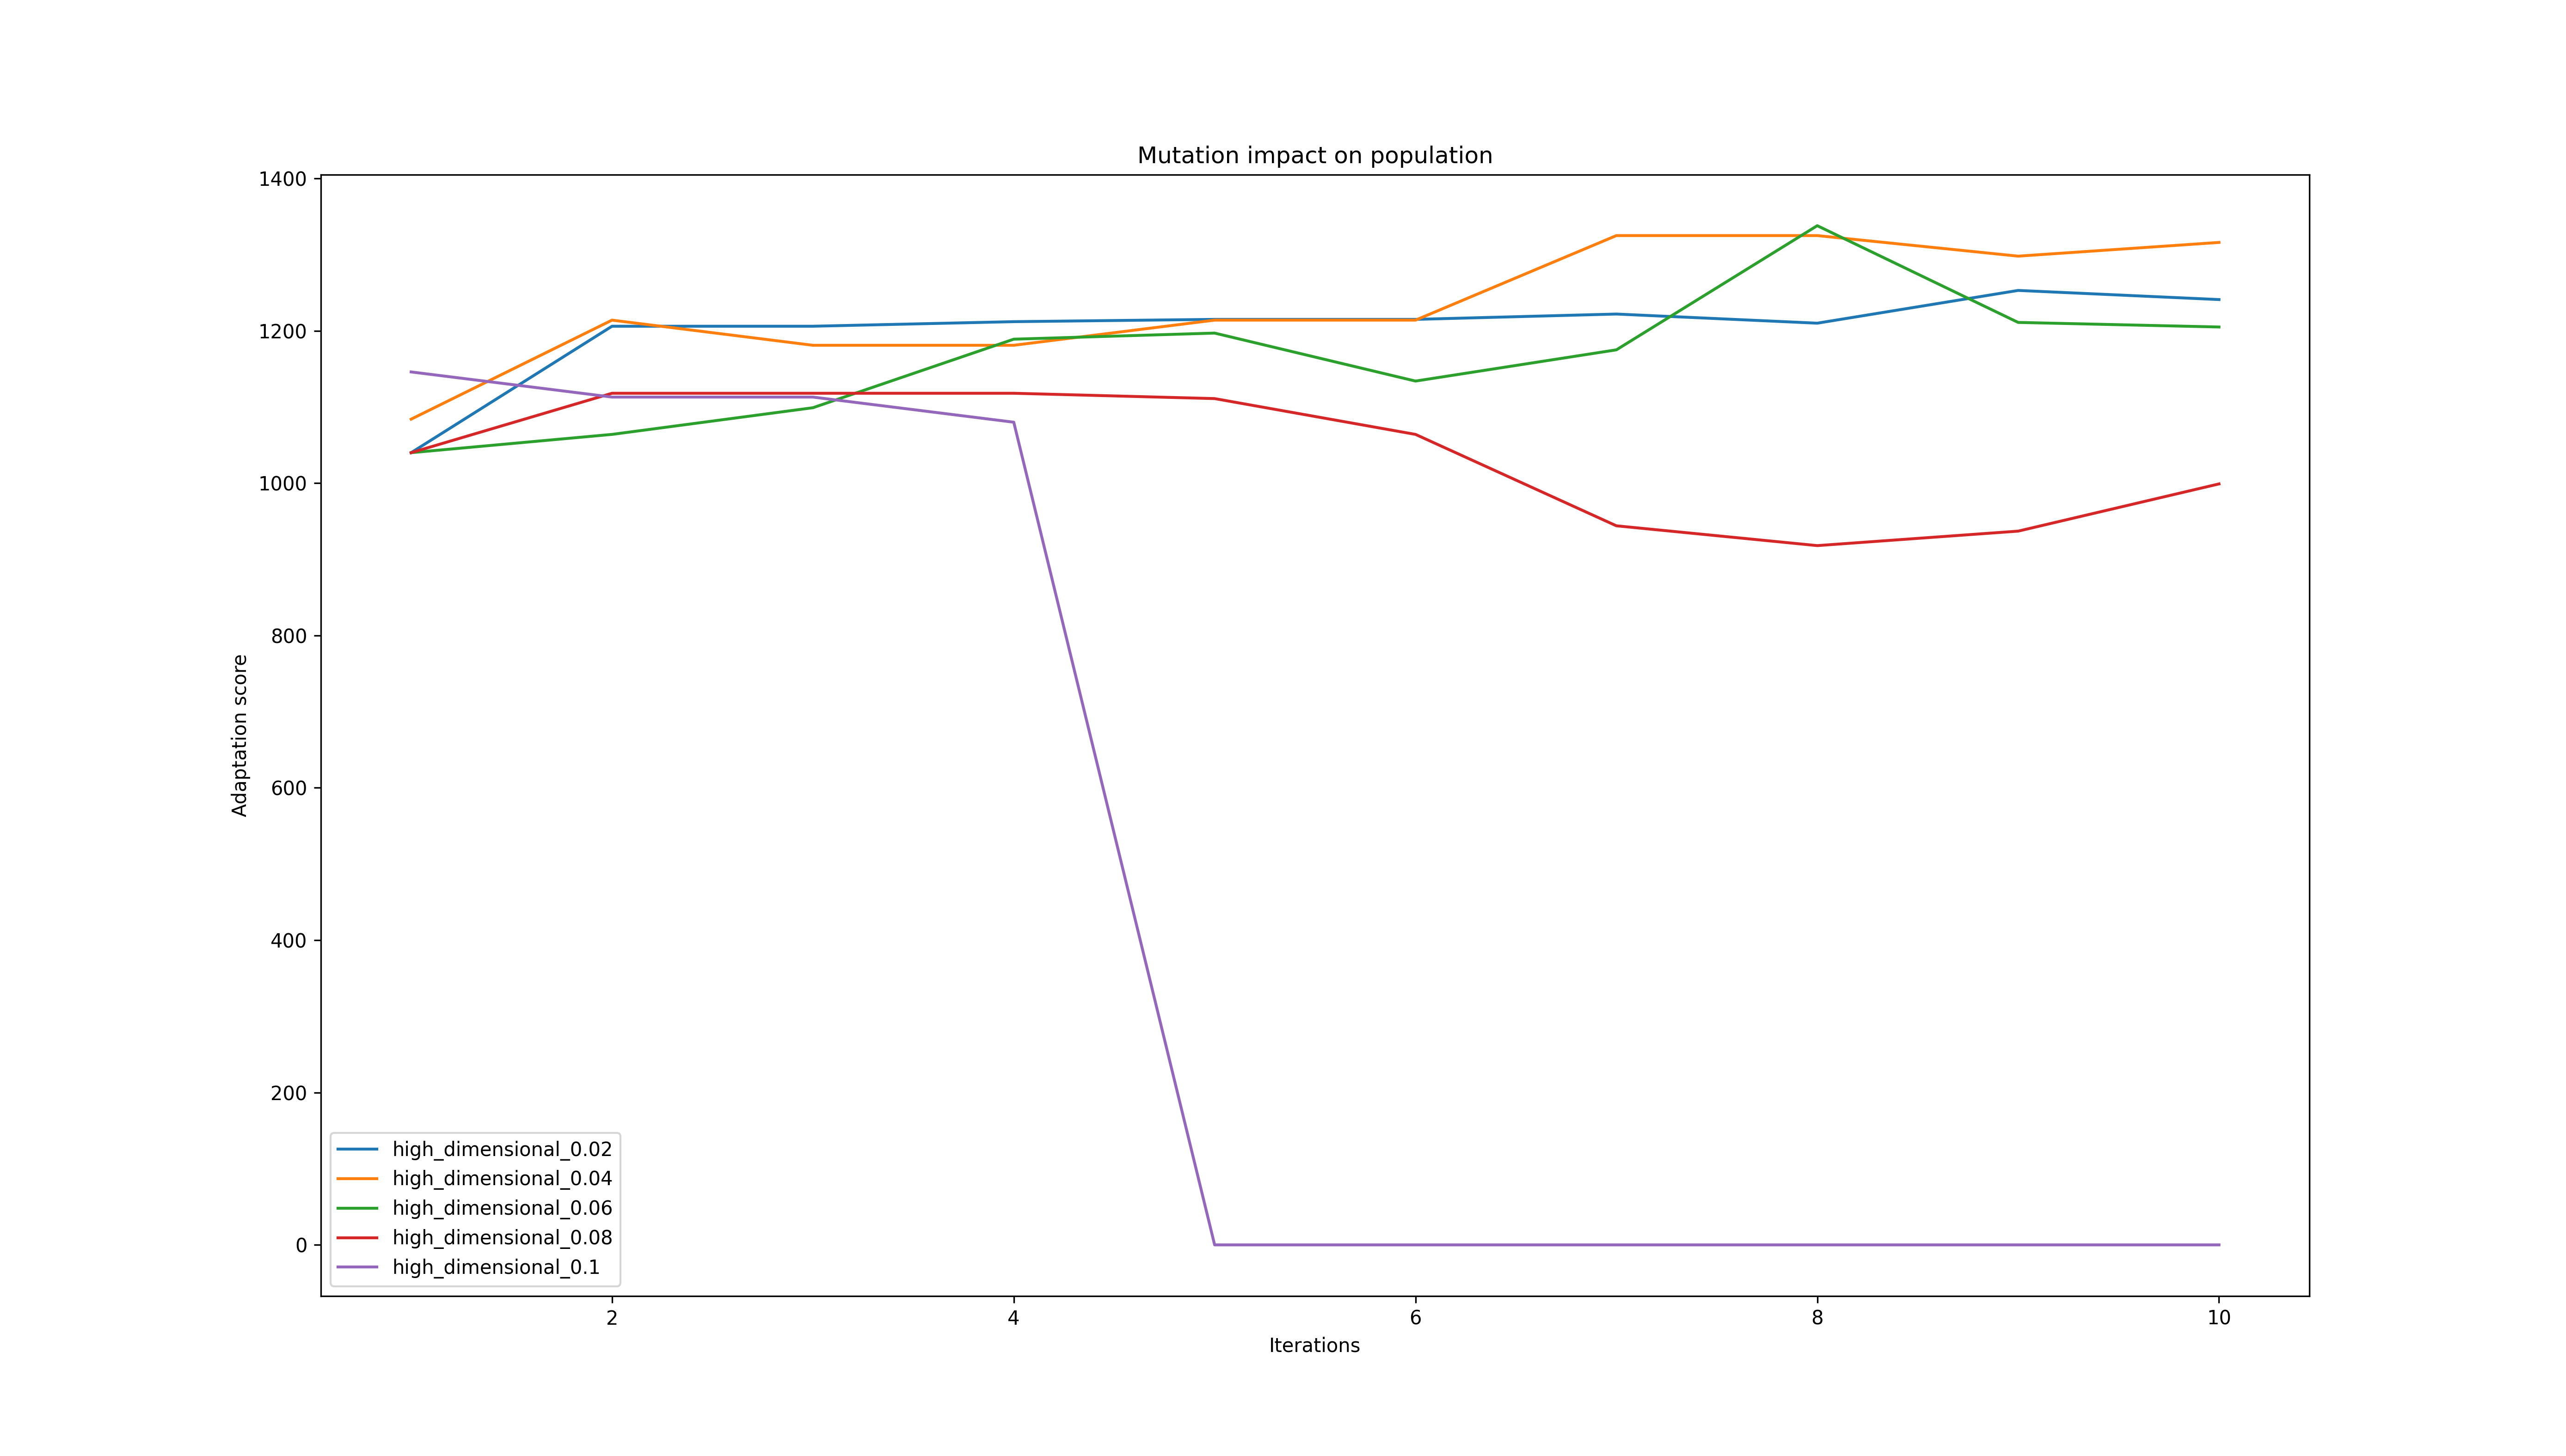 Mutation impact on population
1400
1200
1000
800
600
400
200
0
Adaptation score
high_dimensional_0.02
high_dimensional_0.04
high_dimensional_0.06
high_dimensional_0.08
high_dimensional_0.1
2 4 6 8 10
Iterations